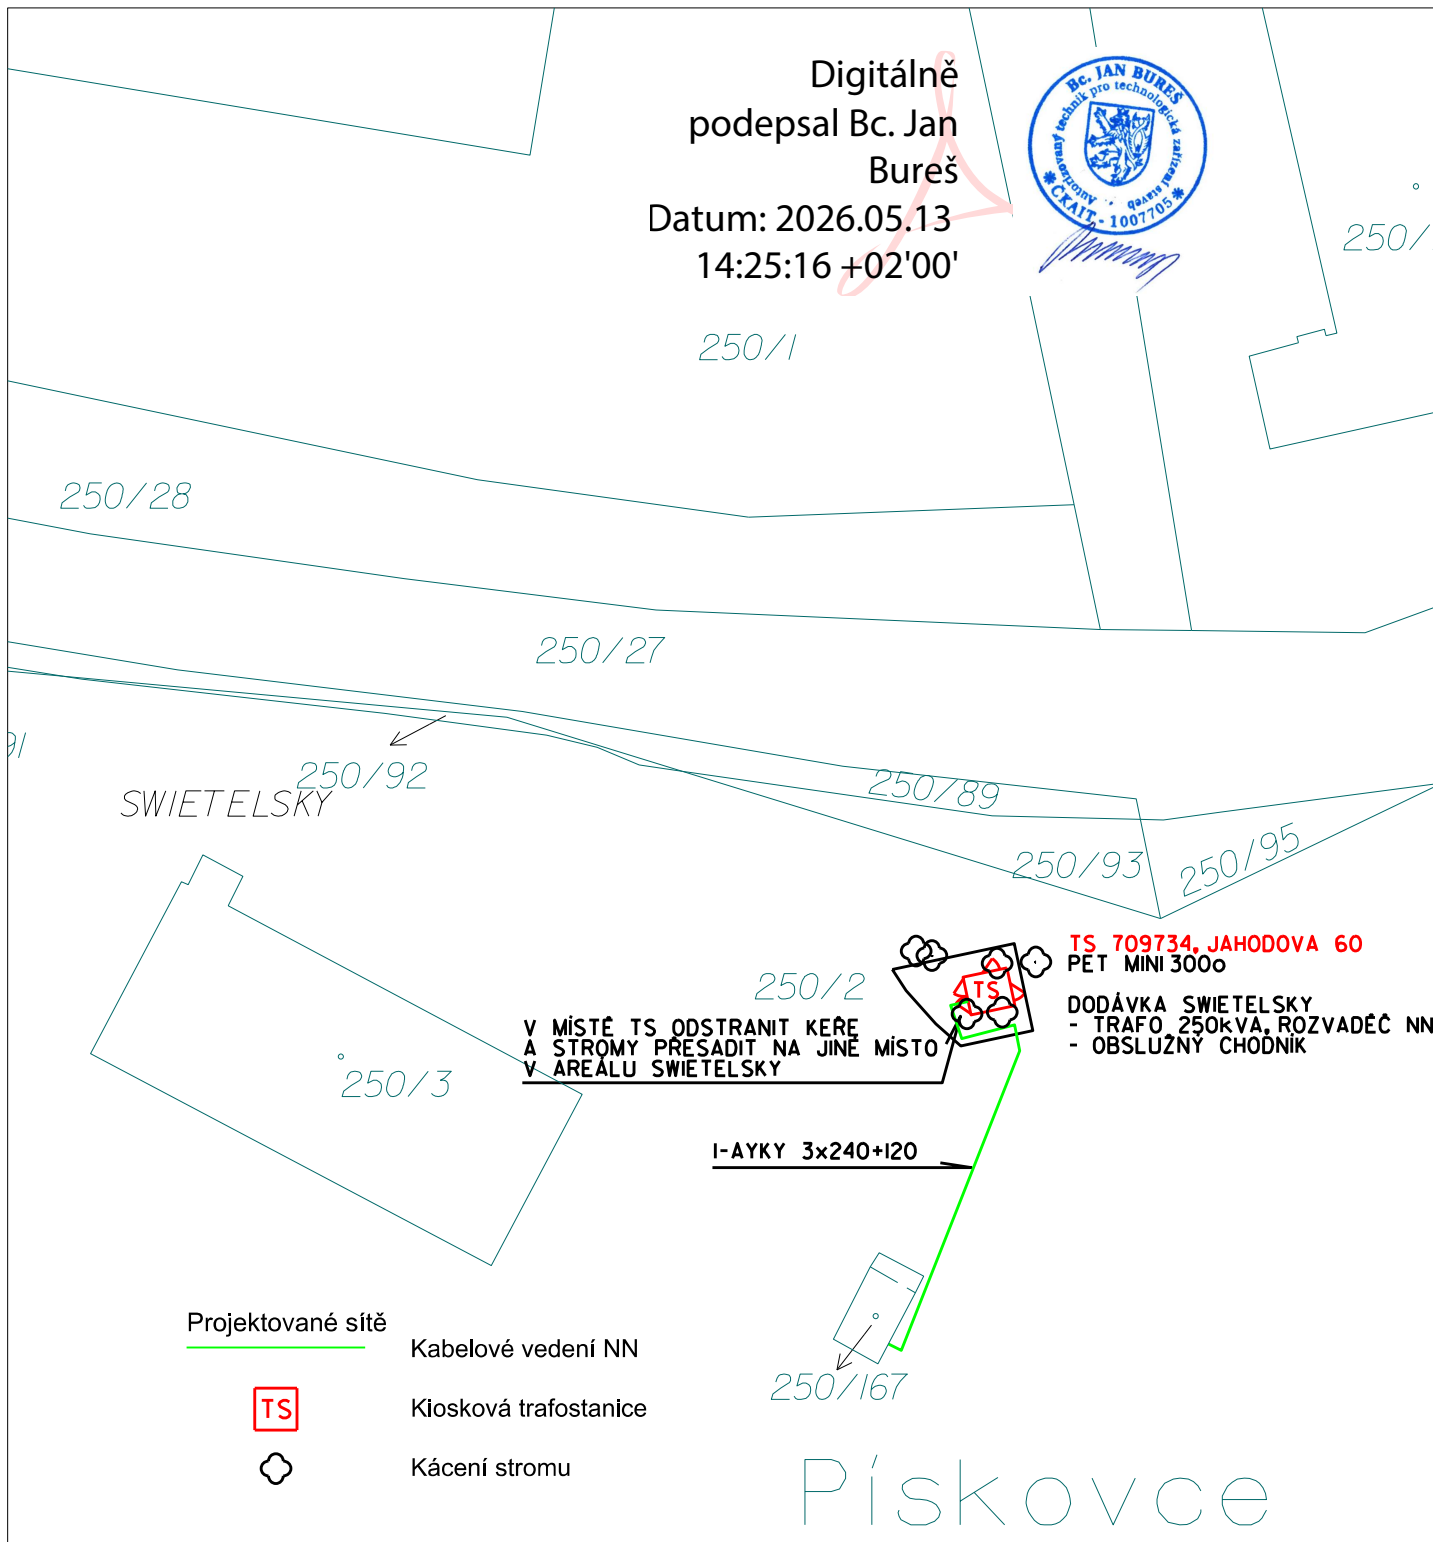 Digitálně
podepsal Bc. Jan
Bureš
Datum: 2026.05.13
14:25:16 +02'00'
Bc. JAN BUREŠ
Autorizovaný technik pro technologická zařízení staveb
* ČKAIT - 1007705 *
250/
250/1
250/28
250/27
91
250/92
SWIETELSKY
250/89
250/93
250/95
TS 709734, JAHODOVA 60
PET MINI 300o
250/2
TS
DODÁVKA SWIETELSKY
- TRAFO 250kVA, ROZVADĚČ NN
- OBSLUŽNÝ CHODNÍK
V MÍSTĚ TS ODSTRANIT KEŘE
A STROMY PŘESADIT NA JINÉ MÍSTO
V AREÁLU SWIETELSKY
250/3
1-AYKY 3x240+120
250/167
Projektované sítě
Kabelové vedení NN
TS
Kiosková trafostanice
Kácení stromu
Pískovce